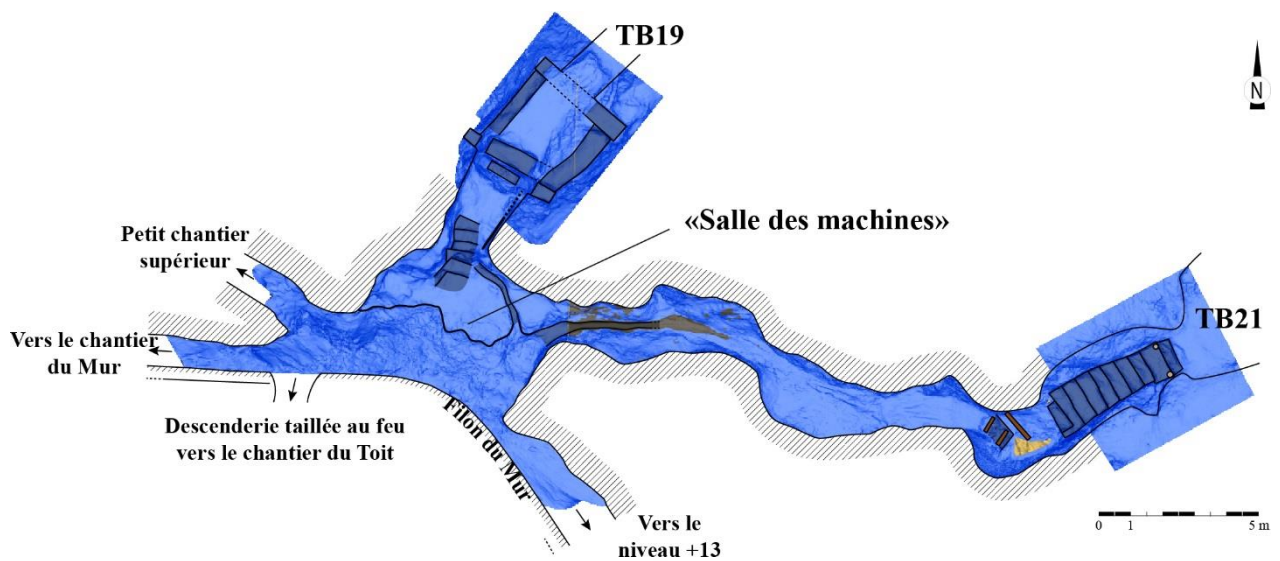 TB19
N
«Salle des machines»
Petit chantier
supérieur
Vers le chantier
du Mur
TB21
Descenderie taillée au feu
vers le chantier du Toit
Filon du Mur
Vers le
niveau +13
0 1 5 m